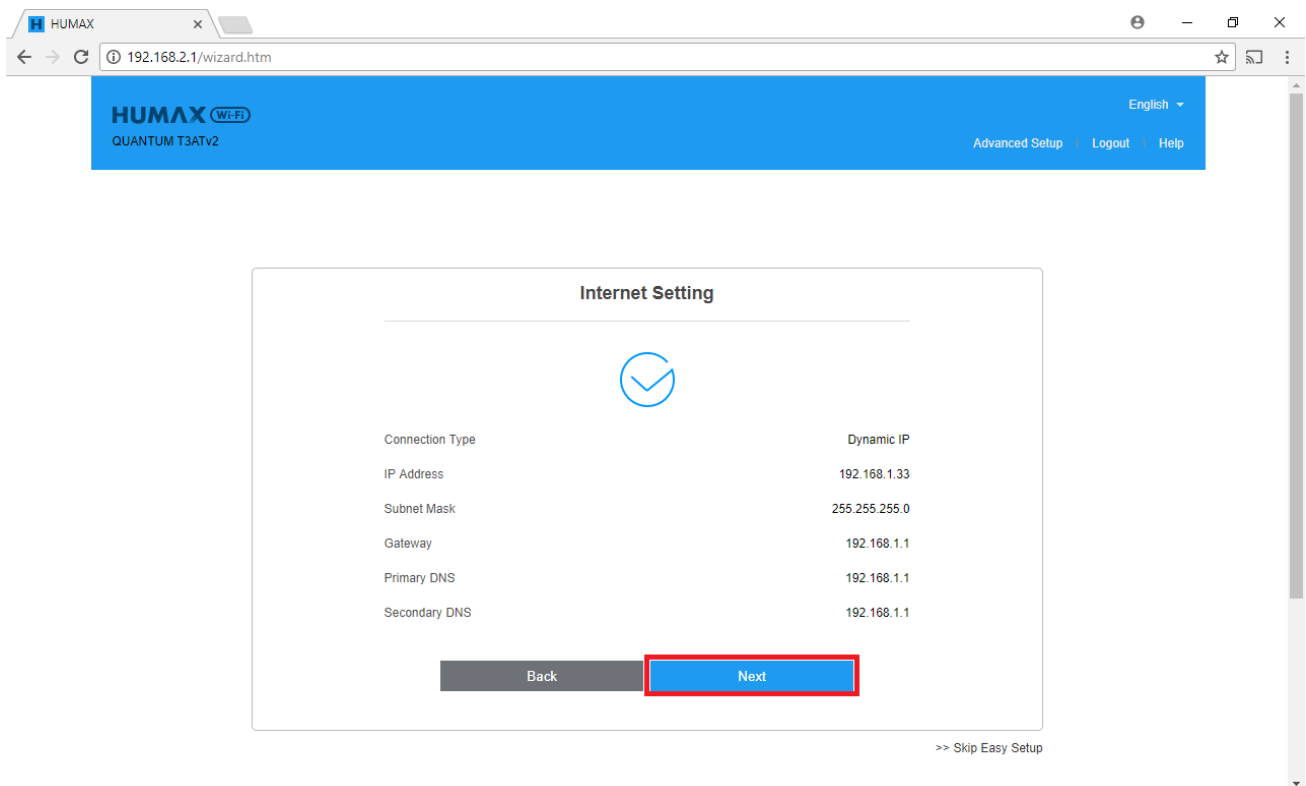 HUMAX
192.168.2.1/wizard.htm
HUMAX Wi-Fi
English
QUANTUM T3ATv2
Advanced Setup Logout Help
Internet Setting
Connection Type Dynamic IP
IP Address 192.168.1.33
Subnet Mask 255.255.255.0
Gateway 192.168.1.1
Primary DNS 192.168.1.1
Secondary DNS 192.168.1.1
Back Next
>> Skip Easy Setup